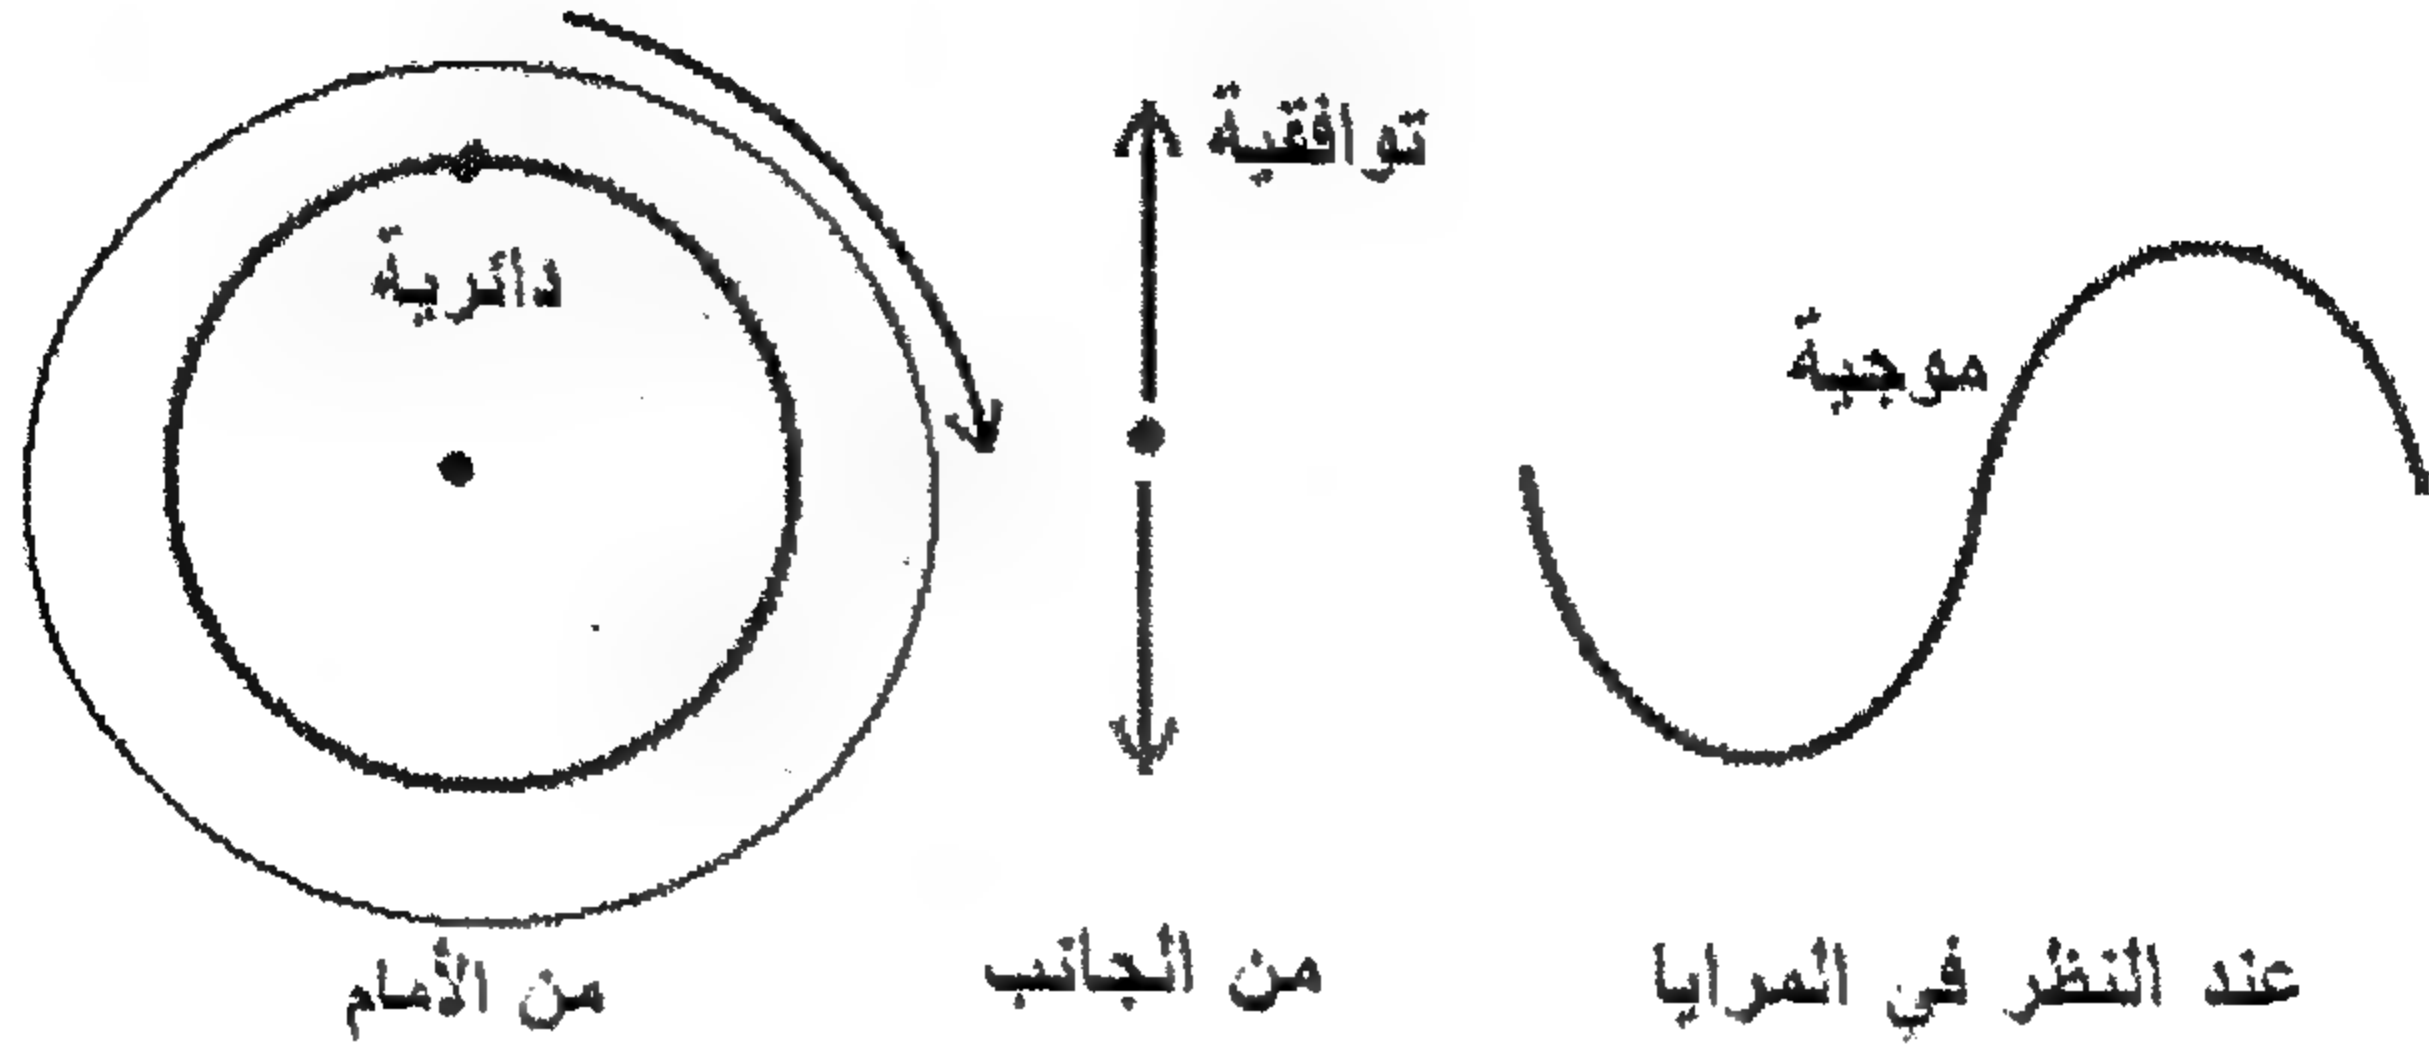 توافقية
دائرية
موجية
عند النظر في المرايا
من الجانب
من الأمام